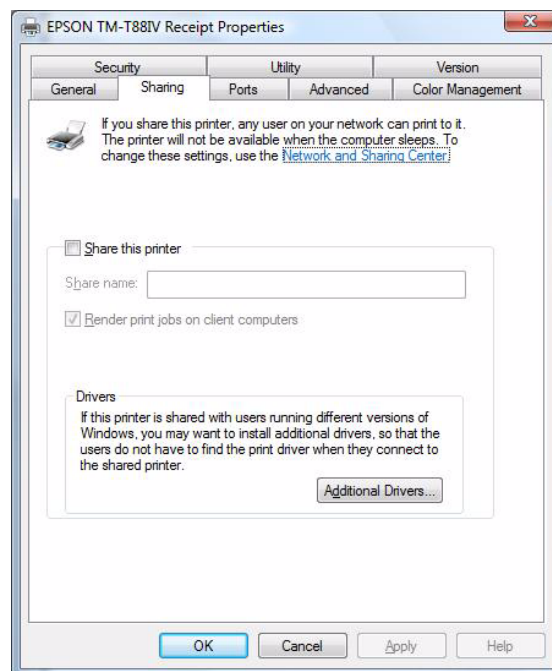 EPSON TM-T88IV Receipt Properties
Security Utility Version
General Sharing Ports Advanced Color Management
If you share this printer, any user on your network can print to it.
The printer will not be available when the computer sleeps. To
change these settings, use the Network and Sharing Center.
Share this printer
Share name:
Render print jobs on client computers
Drivers
If this printer is shared with users running different versions of
Windows, you may want to install additional drivers, so that the
users do not have to find the print driver when they connect to
the shared printer.
Additional Drivers...
OK Cancel Apply Help